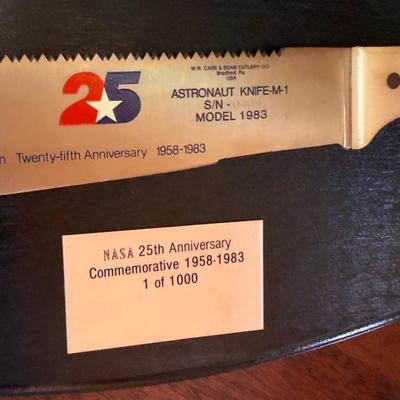 W.R. CASE & SONS CUTLERY CO.
Bradford, Pa.
USA
25
ASTRONAUT KNIFE-M-1
S/N -
MODEL 1983
n Twenty-fifth Anniversary 1958-1983
NASA 25th Anniversary
Commemorative 1958-1983
1 of 1000